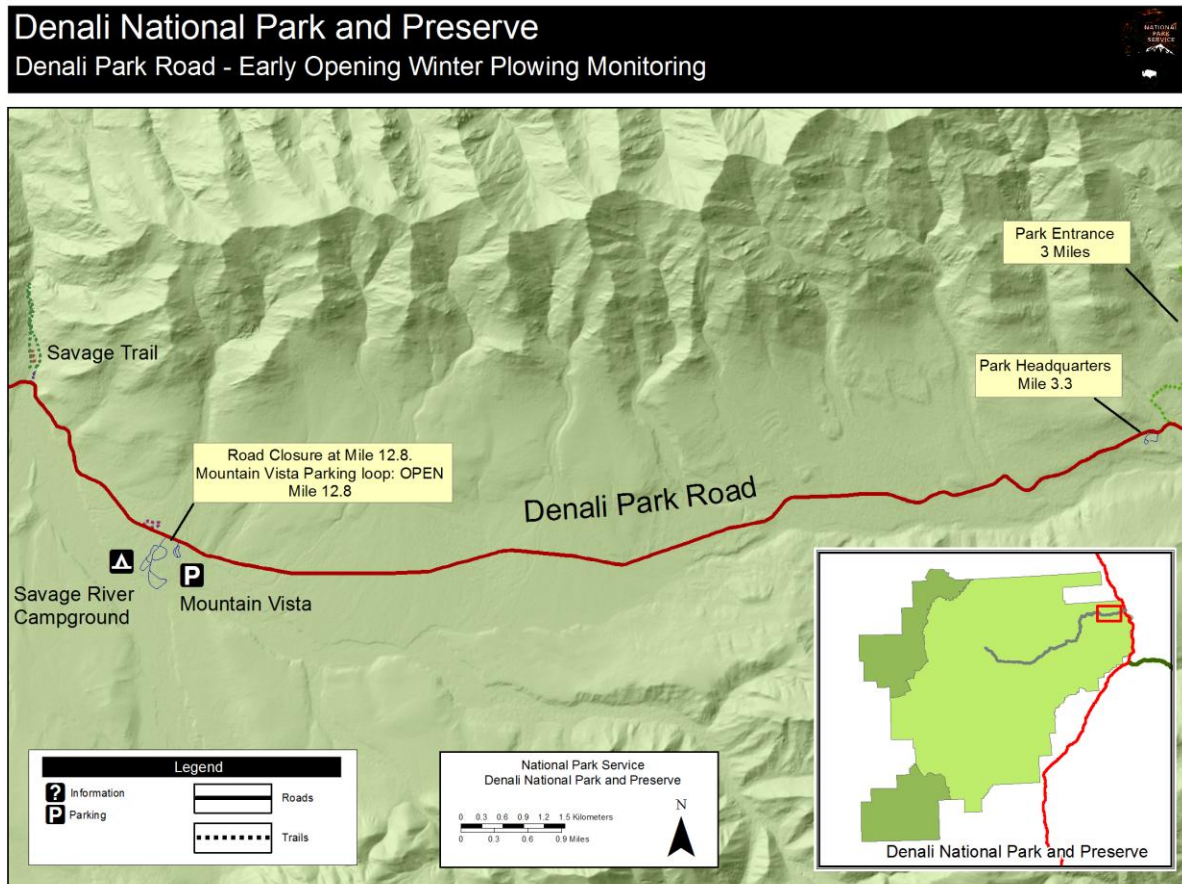 Denali National Park and Preserve
Denali Park Road - Early Opening Winter Plowing Monitoring
NATIONAL
PARK
SERVICE
Park Entrance
3 Miles
Savage Trail
Park Headquarters
Mile 3.3
Road Closure at Mile 12.8.
Mountain Vista Parking loop: OPEN
Mile 12.8
Denali Park Road
P
Savage River
Campground
Mountain Vista
Legend
? Information
P Parking
Roads
Trails
National Park Service
Denali National Park and Preserve
N
0 0.3 0.6 0.9 1.2 1.5 Kilometers
0 0.3 0.6 0.9 Miles
Denali National Park and Preserve